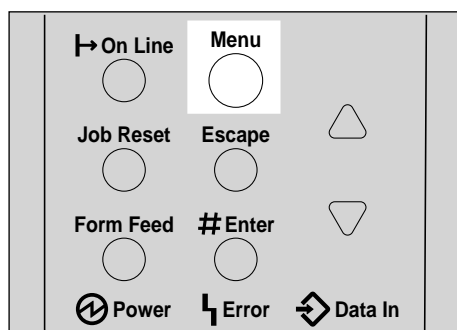 On Line Menu
Job Reset Escape
Form Feed # Enter
Power Error Data In